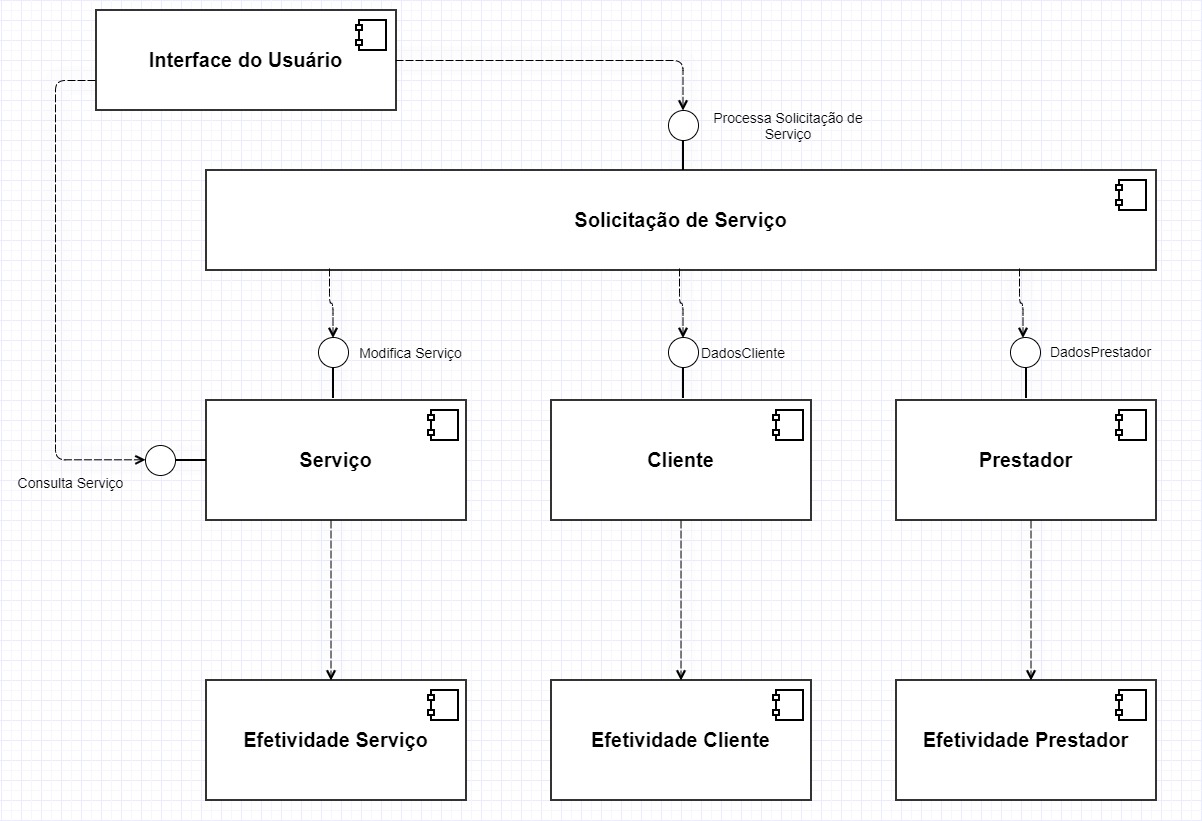 Interface do Usuário
Processa Solicitação de
Serviço
Solicitação de Serviço
Modifica Serviço
DadosCliente
DadosPrestador
Serviço
Cliente
Prestador
Consulta Serviço
Efetividade Serviço
Efetividade Cliente
Efetividade Prestador